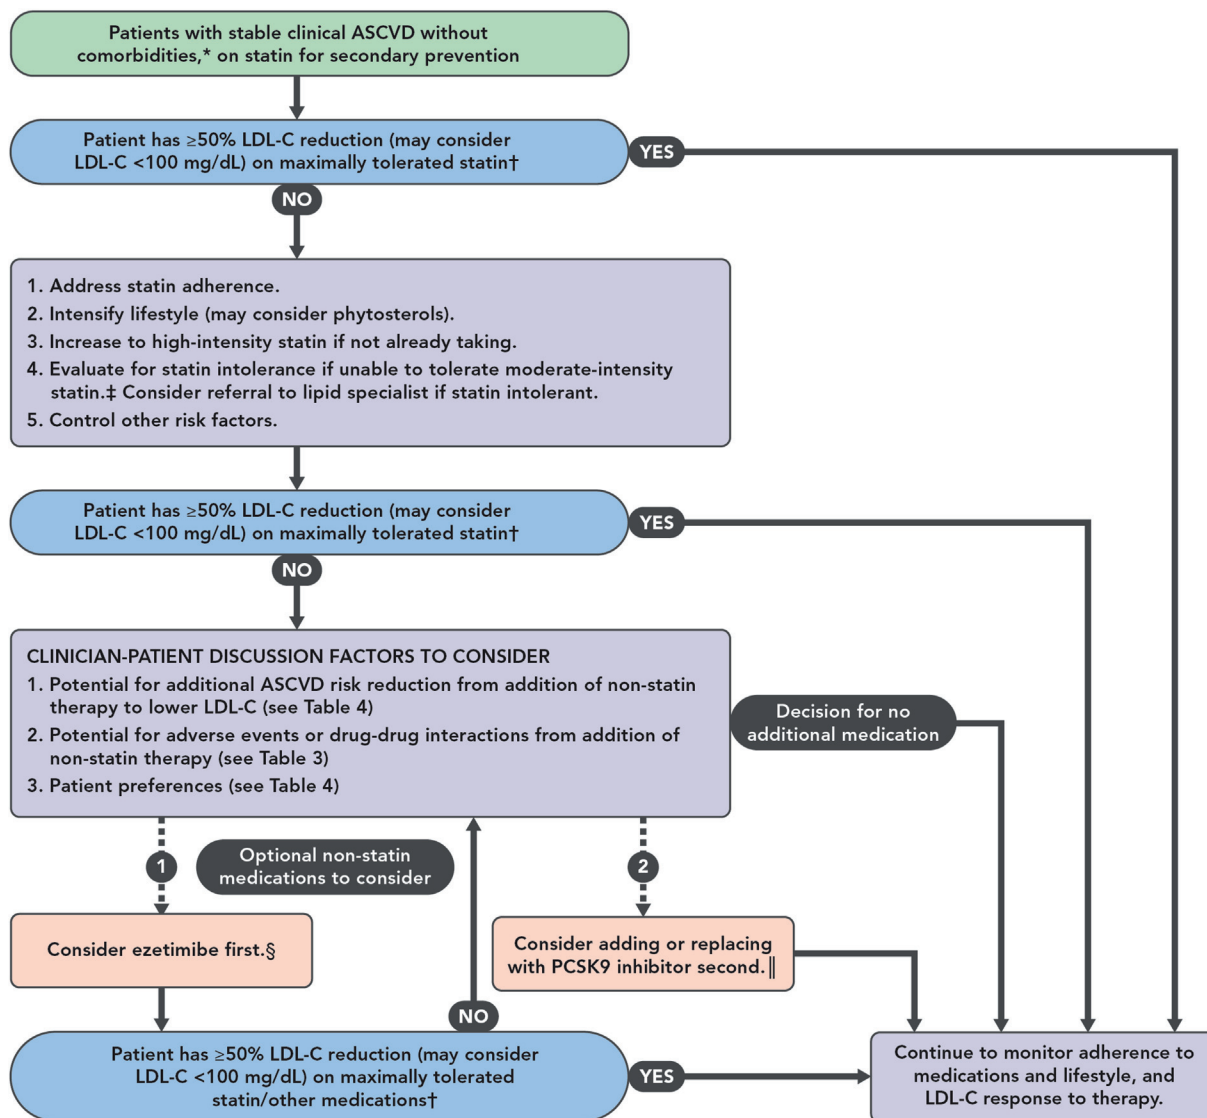 Patients with stable clinical ASCVD without
comorbidities,* on statin for secondary prevention
Patient has ≥50% LDL-C reduction (may consider
LDL-C <100 mg/dL) on maximally tolerated statin†
YES
NO
1. Address statin adherence.
2. Intensify lifestyle (may consider phytosterols).
3. Increase to high-intensity statin if not already taking.
4. Evaluate for statin intolerance if unable to tolerate moderate-intensity
statin.‡ Consider referral to lipid specialist if statin intolerant.
5. Control other risk factors.
Patient has ≥50% LDL-C reduction (may consider
LDL-C <100 mg/dL) on maximally tolerated statin†
YES
NO
CLINICIAN-PATIENT DISCUSSION FACTORS TO CONSIDER
1. Potential for additional ASCVD risk reduction from addition of non-statin
therapy to lower LDL-C (see Table 4)
2. Potential for adverse events or drug-drug interactions from addition of
non-statin therapy (see Table 3)
3. Patient preferences (see Table 4)
Decision for no
additional medication
1
Optional non-statin
medications to consider
2
Consider ezetimibe first.§
Consider adding or replacing
with PCSK9 inhibitor second.‖
NO
Patient has ≥50% LDL-C reduction (may consider
LDL-C <100 mg/dL) on maximally tolerated
statin/other medications†
YES
Continue to monitor adherence to
medications and lifestyle, and
LDL-C response to therapy.